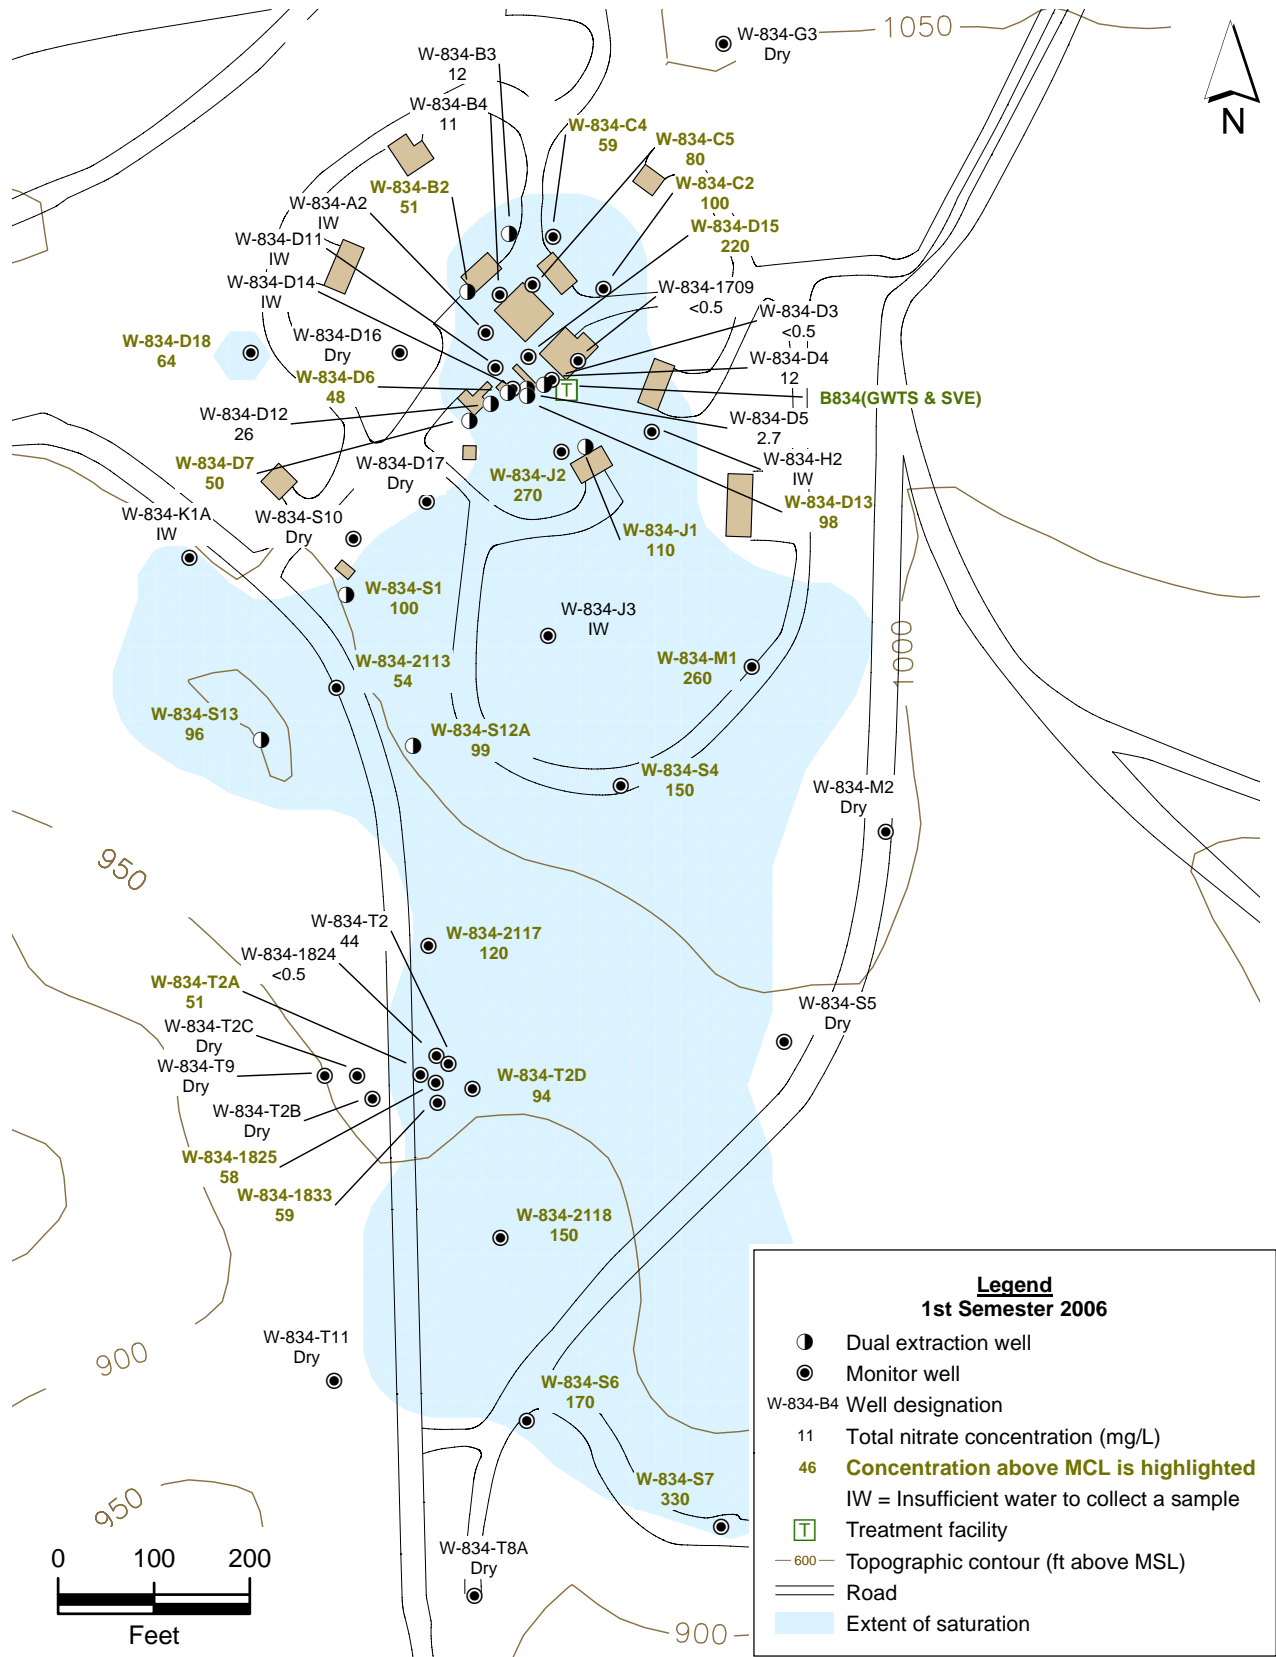 1050
W-834-G3
Dry
N
W-834-B3
12
W-834-B4
11
W-834-C4
59
W-834-C5
80
W-834-B2
51
W-834-C2
100
W-834-A2
IW
W-834-D15
220
W-834-D11
IW
W-834-D14
IW
W-834-1709
<0.5
W-834-D3
<0.5
W-834-D18
64
W-834-D16
Dry
W-834-D4
12
W-834-D6
48
T
B834(GWTS & SVE)
W-834-D12
26
W-834-D5
2.7
W-834-D7
50
W-834-D17
Dry
W-834-J2
270
W-834-H2
IW
W-834-D13
98
W-834-K1A
IW
W-834-S10
Dry
W-834-J1
110
W-834-S1
100
W-834-J3
IW
1000
W-834-2113
54
W-834-M1
260
W-834-S13
96
W-834-S12A
99
W-834-S4
150
W-834-M2
Dry
950
W-834-T2
44
W-834-2117
120
W-834-1824
<0.5
W-834-T2A
51
W-834-S5
Dry
W-834-T2C
Dry
W-834-T9
Dry
W-834-T2D
94
W-834-T2B
Dry
W-834-1825
58
W-834-1833
59
W-834-2118
150
W-834-T11
Dry
900
W-834-S6
170
W-834-S7
330
950
W-834-T8A
Dry
0 100 200
Feet
900
Legend
1st Semester 2006
Dual extraction well
Monitor well
W-834-B4 Well designation
11 Total nitrate concentration (mg/L)
46 Concentration above MCL is highlighted
IW = Insufficient water to collect a sample
T Treatment facility
600 Topographic contour (ft above MSL)
Road
Extent of saturation